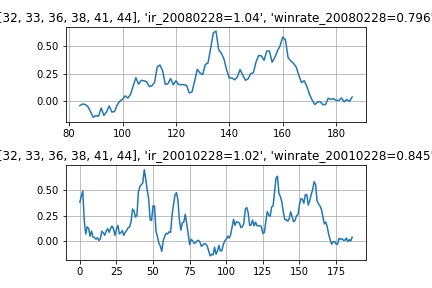 [32, 33, 36, 38, 41, 44], 'ir_20080228=1.04', 'winrate_20080228=0.796'
0.50
0.25
0.00
80 100 120 140 160 180
[32, 33, 36, 38, 41, 44], 'ir_20010228=1.02', 'winrate_20010228=0.845'
0.50
0.25
0.00
0 25 50 75 100 125 150 175